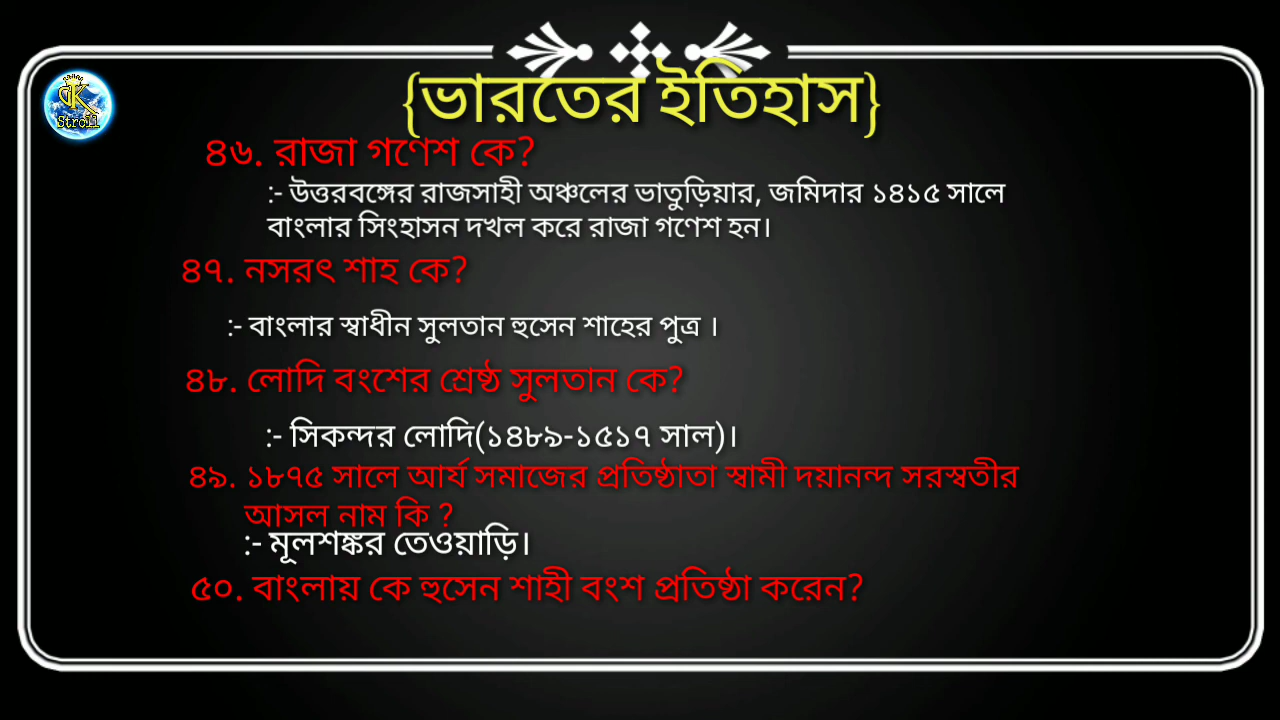 {ভারতের ইতিহাস}
K
Stroll
৪৬. রাজা গণেশ কে?
:- উত্তরবঙ্গের রাজসাহী অঞ্চলের ভাতুড়িয়ার, জমিদার ১৪১৫ সালে
বাংলার সিংহাসন দখল করে রাজা গণেশ হন।
৪৭. নসরৎ শাহ কে?
:- বাংলার স্বাধীন সুলতান হুসেন শাহের পুত্র ।
৪৮. লোদি বংশের শ্রেষ্ঠ সুলতান কে?
:- সিকন্দর লোদি(১৪৮৯-১৫১৭ সাল)।
৪৯. ১৮৭৫ সালে আর্য সমাজের প্রতিষ্ঠাতা স্বামী দয়ানন্দ সরস্বতীর
আসল নাম কি ?
:- মূলশঙ্কর তেওয়াড়ি।
৫০. বাংলায় কে হুসেন শাহী বংশ প্রতিষ্ঠা করেন?